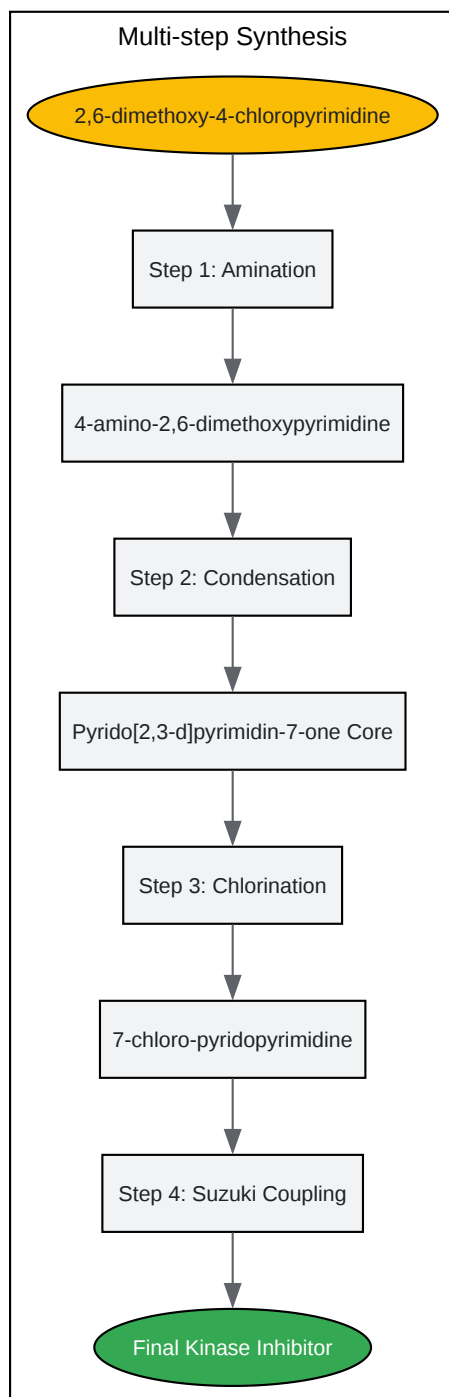 Multi-step Synthesis
2,6-dimethoxy-4-chloropyrimidine
Step 1: Amination
4-amino-2,6-dimethoxypyrimidine
Step 2: Condensation
Pyrido[2,3-d]pyrimidin-7-one Core
Step 3: Chlorination
7-chloro-pyridopyrimidine
Step 4: Suzuki Coupling
Final Kinase Inhibitor